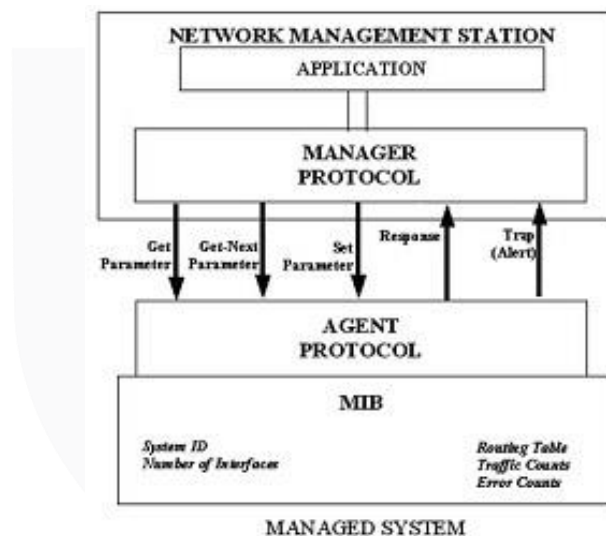 NETWORK MANAGEMENT STATION
APPLICATION
MANAGER
PROTOCOL
Get
Parameter
Get-Next
Parameter
Set
Parameter
Response
Trap
(Alert)
AGENT
PROTOCOL
MIB
System ID
Number of Interfaces
Routing Table
Traffic Counts
Error Counts
MANAGED SYSTEM